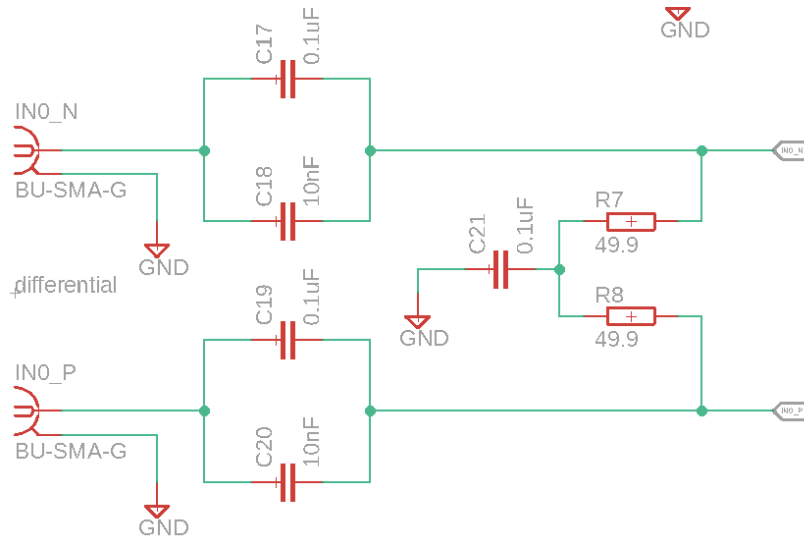 C17
0.1uF
GND
IN0_N
BU-SMA-G
C18
10nF
IN0_N
R7
49.9
C21
0.1uF
GND
differential
C19
0.1uF
R8
49.9
GND
IN0_P
BU-SMA-G
C20
10nF
IN0_P
GND